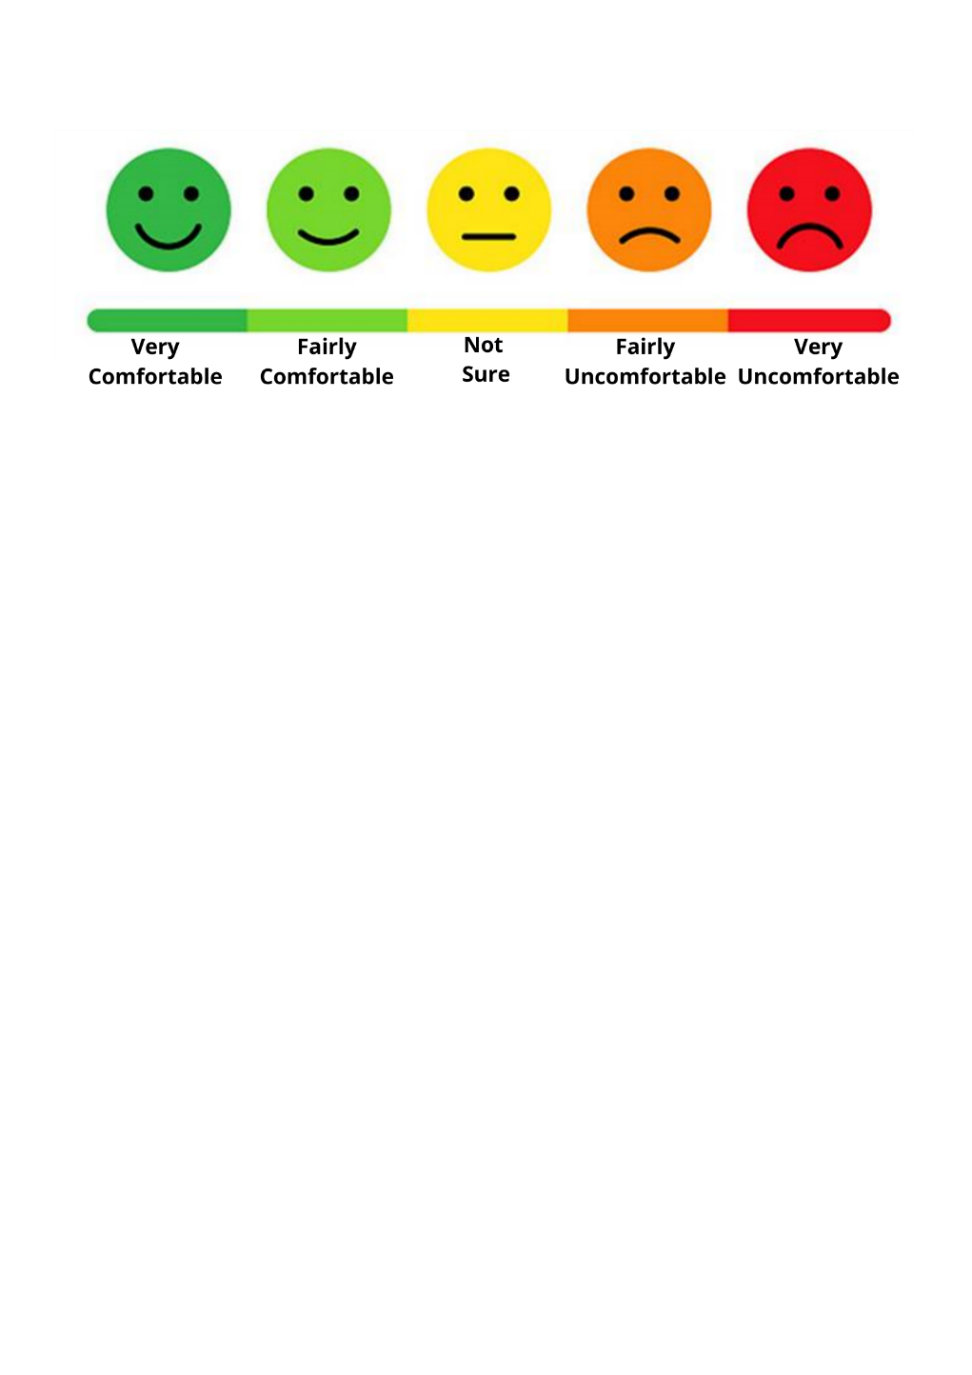 Very
Comfortable
Fairly
Comfortable
Not
Sure
Fairly
Uncomfortable
Very
Uncomfortable